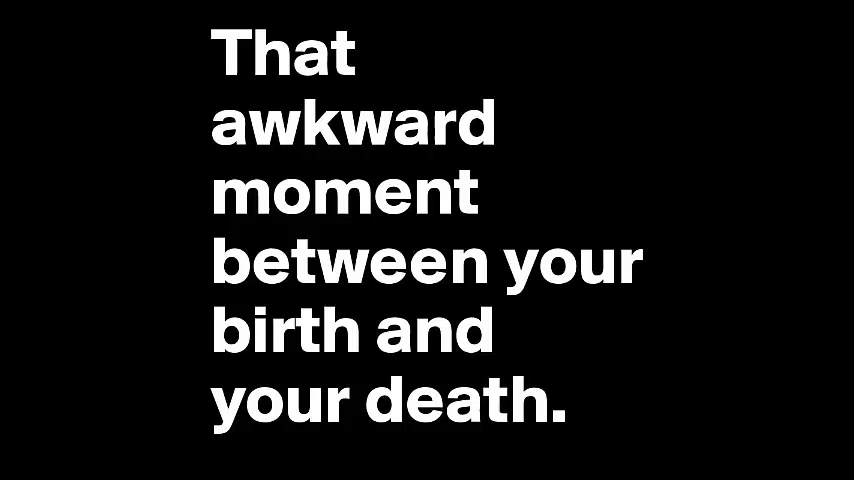 That
awkward
moment
between your
birth and
your death.